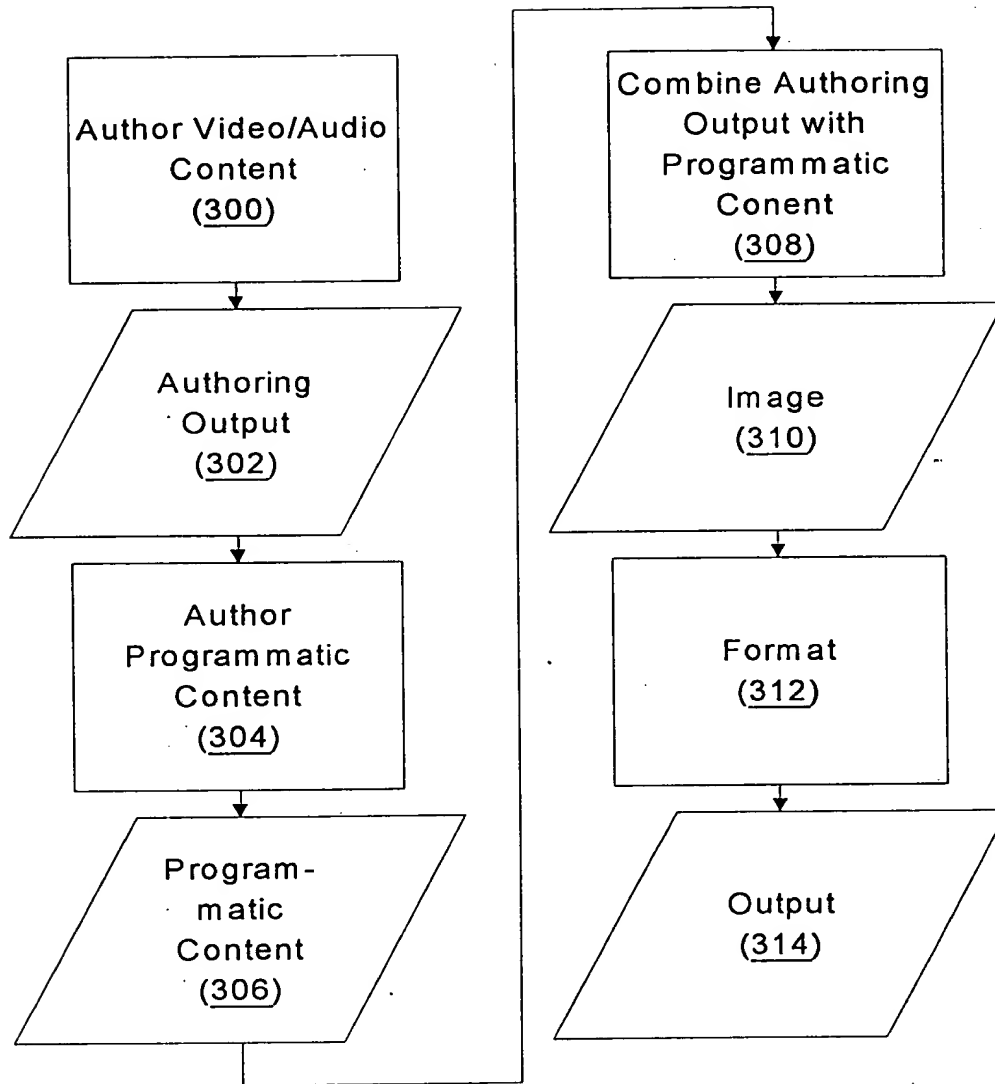 Author Video/Audio
Content
(300)
Authoring
Output
(302)
Author
Programmatic
Content
(304)
Program-
matic
Content
(306)
Combine Authoring
Output with
Programmatic
Conent
(308)
Image
(310)
Format
(312)
Output
(314)